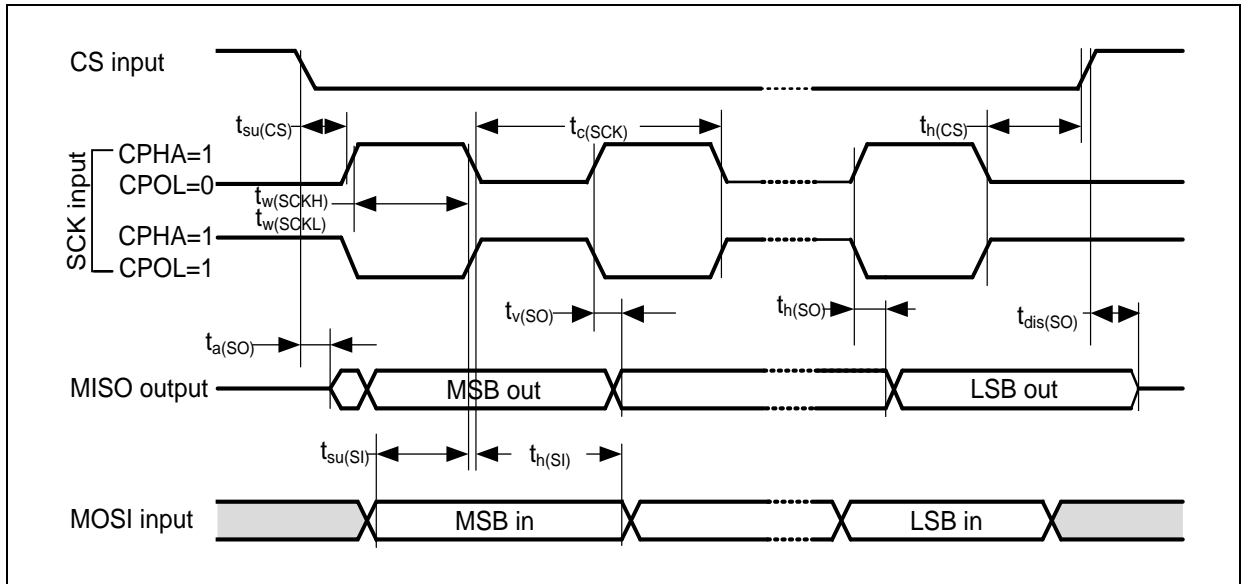 CS input
tsu(CS)
tc(SCK)
th(CS)
SCK input
CPHA=1
CPOL=0
tw(SCKH)
tw(SCKL)
CPHA=1
CPOL=1
tv(SO)
th(SO)
tdis(SO)
ta(SO)
MISO output
MSB out
LSB out
tsu(SI)
th(SI)
MOSI input
MSB in
LSB in